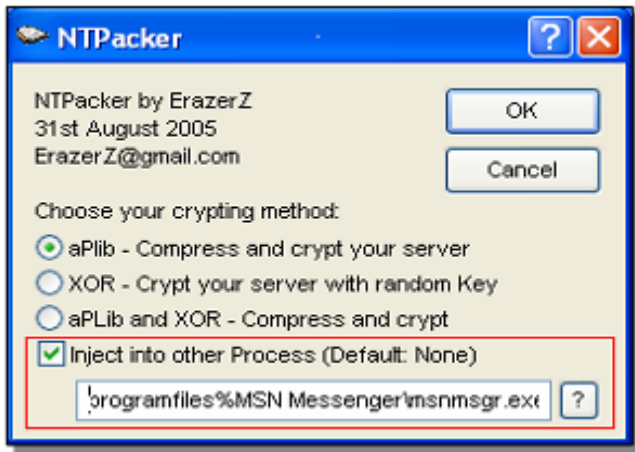 NTPacker
?
NTPacker by ErazerZ
31st August 2005
ErazerZ@gmail.com
OK
Cancel
Choose your crypting method:
aPlib - Compress and crypt your server
XOR - Crypt your server with random Key
aPLib and XOR - Compress and crypt
Inject into other Process (Default: None)
programfiles%MSN Messenger\msnmsgr.exe
?